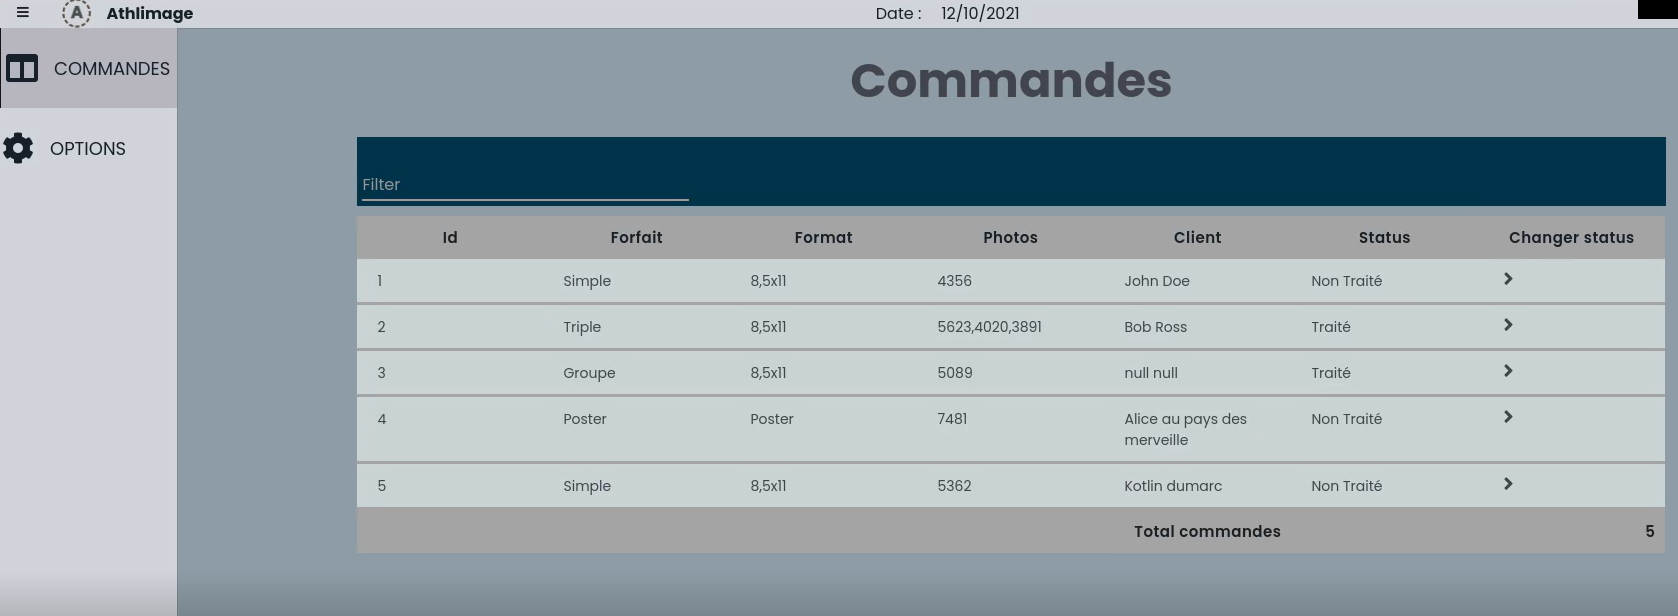 A Athlimage Date : 12/10/2021
COMMANDES
OPTIONS
Commandes
Filter
Id Forfait Format Photos Client Status Changer status
1 Simple 8,5x11 4356 John Doe Non Traité
2 Triple 8,5x11 5623,4020,3891 Bob Ross Traité
3 Groupe 8,5x11 5089 null null Traité
4 Poster Poster 7481 Alice au pays des Non Traité
merveille
5 Simple 8,5x11 5362 Kotlin dumarc Non Traité
Total commandes 5